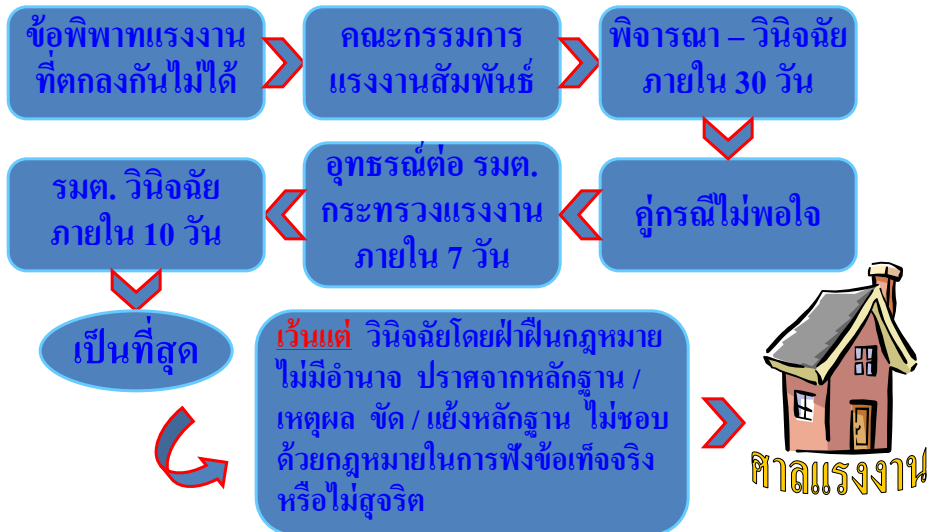 ข้อพิพาทแรงงาน
ที่ตกลงกันไม่ได้
คณะกรรมการ
แรงงานสัมพันธ์
พิจารณา – วินิจฉัย
ภายใน 30 วัน
คู่กรณีไม่พอใจ
อุทธรณ์ต่อ รมต.
กระทรวงแรงงาน
ภายใน 7 วัน
รมต. วินิจฉัย
ภายใน 10 วัน
เป็นที่สุด
เว้นแต่ วินิจฉัยโดยฝ่าฝืนกฎหมาย
ไม่มีอำนาจ ปราศจากหลักฐาน /
เหตุผล ขัด / แย้งหลักฐาน ไม่ชอบ
ด้วยกฎหมายในการฟังข้อเท็จจริง
หรือไม่สุจริต
ศาลแรงงาน